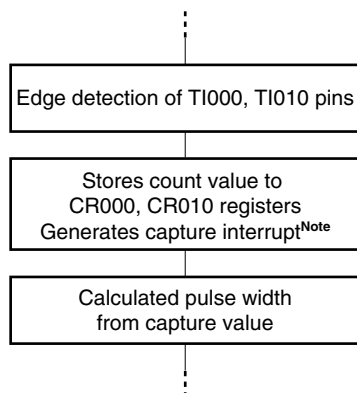 Edge detection of TI000, TI010 pins
Stores count value to
CR000, CR010 registers
Generates capture interruptNote
Calculated pulse width
from capture value